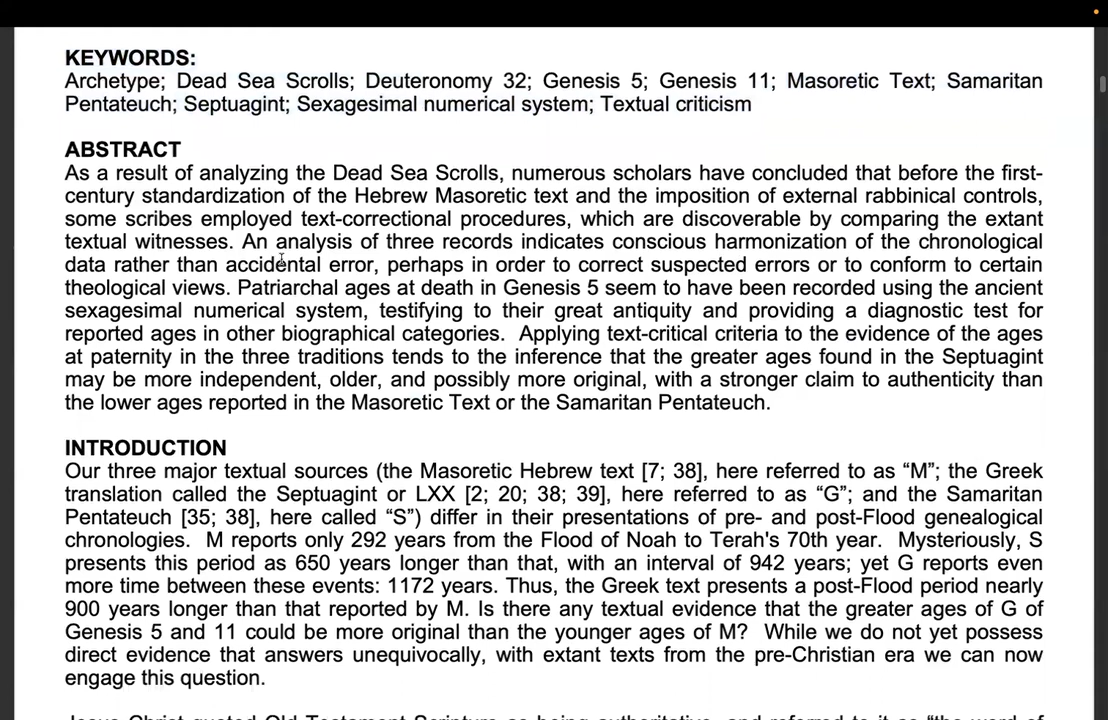 KEYWORDS:
Archetype; Dead Sea Scrolls; Deuteronomy 32; Genesis 5; Genesis 11; Masoretic Text; Samaritan
Pentateuch; Septuagint; Sexagesimal numerical system; Textual criticism
ABSTRACT
As a result of analyzing the Dead Sea Scrolls, numerous scholars have concluded that before the first-
century standardization of the Hebrew Masoretic text and the imposition of external rabbinical controls,
some scribes employed text-correctional procedures, which are discoverable by comparing the extant
textual witnesses. An analysis of three records indicates conscious harmonization of the chronological
data rather than accidental error, perhaps in order to correct suspected errors or to conform to certain
theological views. Patriarchal ages at death in Genesis 5 seem to have been recorded using the ancient
sexagesimal numerical system, testifying to their great antiquity and providing a diagnostic test for
reported ages in other biographical categories. Applying text-critical criteria to the evidence of the ages
at paternity in the three traditions tends to the inference that the greater ages found in the Septuagint
may be more independent, older, and possibly more original, with a stronger claim to authenticity than
the lower ages reported in the Masoretic Text or the Samaritan Pentateuch.
INTRODUCTION
Our three major textual sources (the Masoretic Hebrew text [7; 38], here referred to as “M”; the Greek
translation called the Septuagint or LXX [2; 20; 38; 39], here referred to as “G”; and the Samaritan
Pentateuch [35; 38], here called “S”) differ in their presentations of pre- and post-Flood genealogical
chronologies. M reports only 292 years from the Flood of Noah to Terah's 70th year. Mysteriously, S
presents this period as 650 years longer than that, with an interval of 942 years; yet G reports even
more time between these events: 1172 years. Thus, the Greek text presents a post-Flood period nearly
900 years longer than that reported by M. Is there any textual evidence that the greater ages of G of
Genesis 5 and 11 could be more original than the younger ages of M? While we do not yet possess
direct evidence that answers unequivocally, with extant texts from the pre-Christian era we can now
engage this question.
Jesus Christ quoted Old Testament Scripture as being authoritative, and referred to it as “the word of